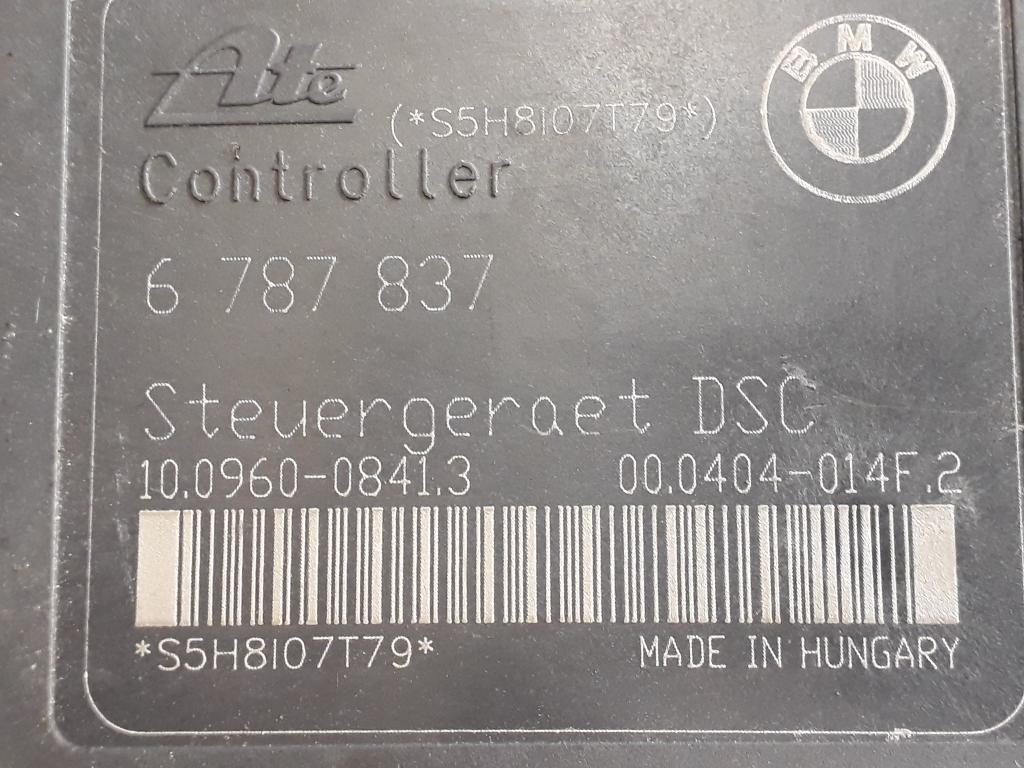 Ate
(*S5H8I07T79*)
BMW
Controller
6 787 837
Steuergeraet DSC
10.0960-0841.3 00.0404-014F.2
*S5H8I07T79* MADE IN HUNGARY